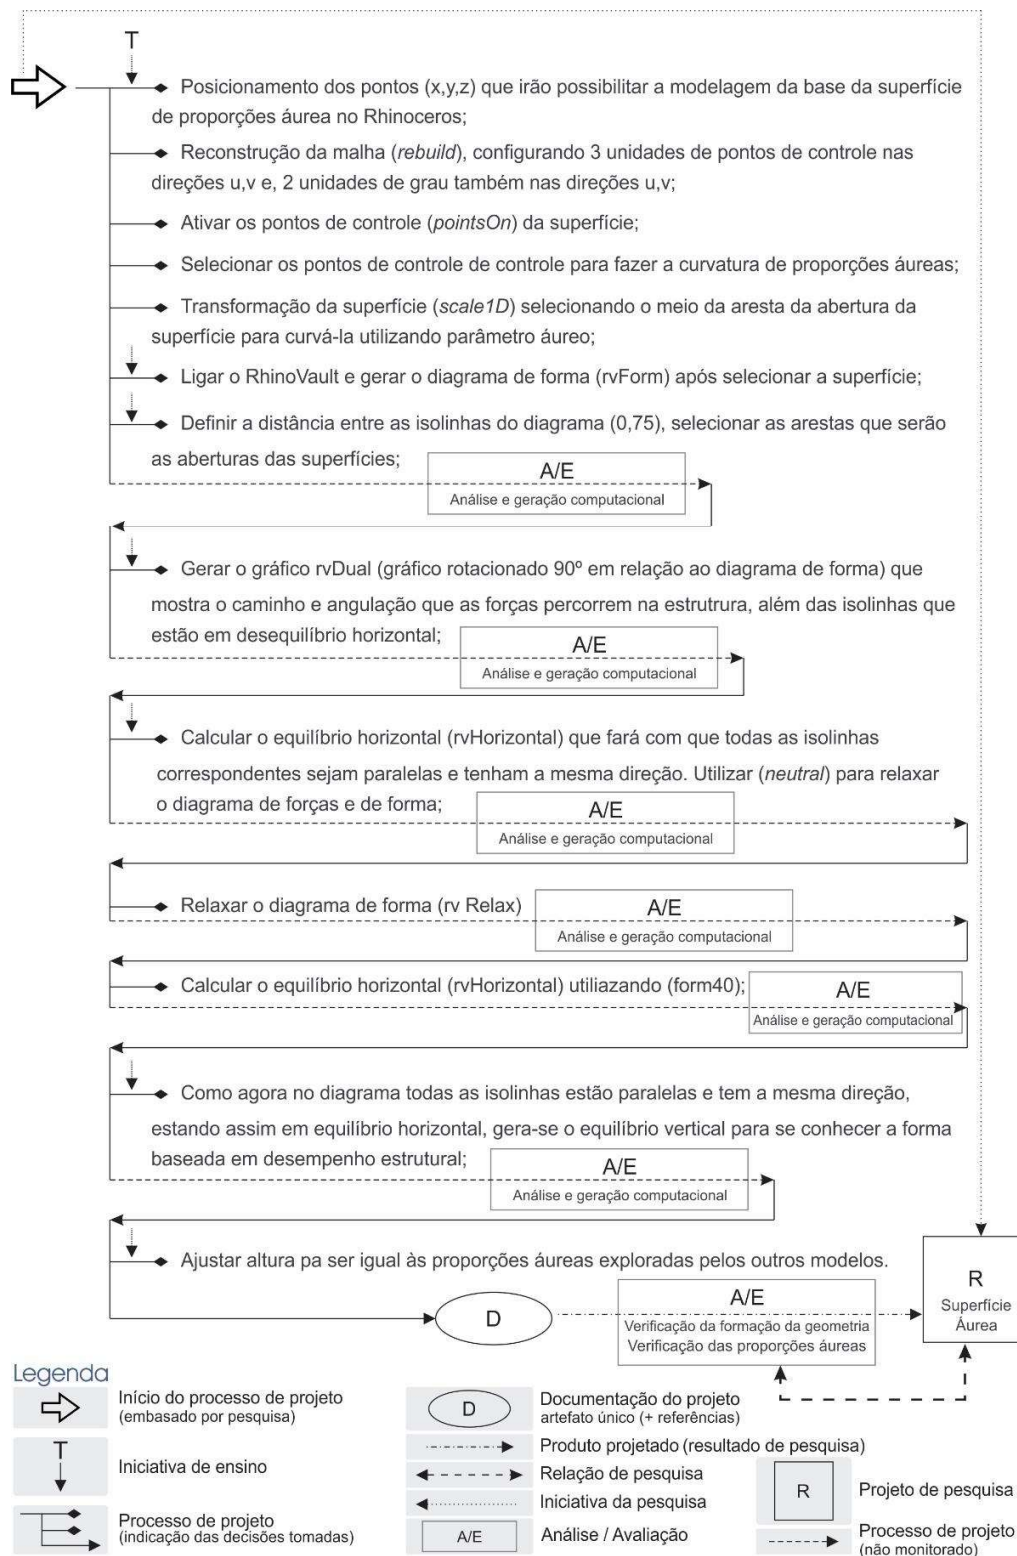 T
Posicionamento dos pontos (x,y,z) que irão possibilitar a modelagem da base da superfície
de proporções áurea no Rhinoceros;
Reconstrução da malha (rebuild), configurando 3 unidades de pontos de controle nas
direções u,v e, 2 unidades de grau também nas direções u,v;
Ativar os pontos de controle (pointsOn) da superfície;
Selecionar os pontos de controle de controle para fazer a curvatura de proporções áureas;
Transformação da superfície (scale1D) selecionando o meio da aresta da abertura da
superfície para curvá-la utilizando parâmetro áureo;
Ligar o RhinoVault e gerar o diagrama de forma (rvForm) após selecionar a superfície;
Definir a distância entre as isolinhas do diagrama (0,75), selecionar as arestas que serão
as aberturas das superfícies;
A/E
Análise e geração computacional
Gerar o gráfico rvDual (gráfico rotacionado 90º em relação ao diagrama de forma) que
mostra o caminho e angulação que as forças percorrem na estrutrura, além das isolinhas que
estão em desequilíbrio horizontal;
A/E
Análise e geração computacional
Calcular o equilíbrio horizontal (rvHorizontal) que fará com que todas as isolinhas
correspondentes sejam paralelas e tenham a mesma direção. Utilizar (neutral) para relaxar
o diagrama de forças e de forma;
A/E
Análise e geração computacional
Relaxar o diagrama de forma (rv Relax)
A/E
Análise e geração computacional
Calcular o equilíbrio horizontal (rvHorizontal) utiliazando (form40);
A/E
Análise e geração computacional
Como agora no diagrama todas as isolinhas estão paralelas e tem a mesma direção,
estando assim em equilíbrio horizontal, gera-se o equilíbrio vertical para se conhecer a forma
baseada em desempenho estrutural;
A/E
Análise e geração computacional
Ajustar altura pa ser igual às proporções áureas exploradas pelos outros modelos.
D
A/E
Verificação da formação da geometria
Verificação das proporções áureas
R
Superfície
Áurea
Legenda
Início do processo de projeto
(embasado por pesquisa)
T
Iniciativa de ensino
Processo de projeto
(indicação das decisões tomadas)
D
Documentação do projeto
artefato único (+ referências)
Produto projetado (resultado de pesquisa)
Relação de pesquisa
Iniciativa da pesquisa
A/E
Análise / Avaliação
R
Projeto de pesquisa
Processo de projeto
(não monitorado)